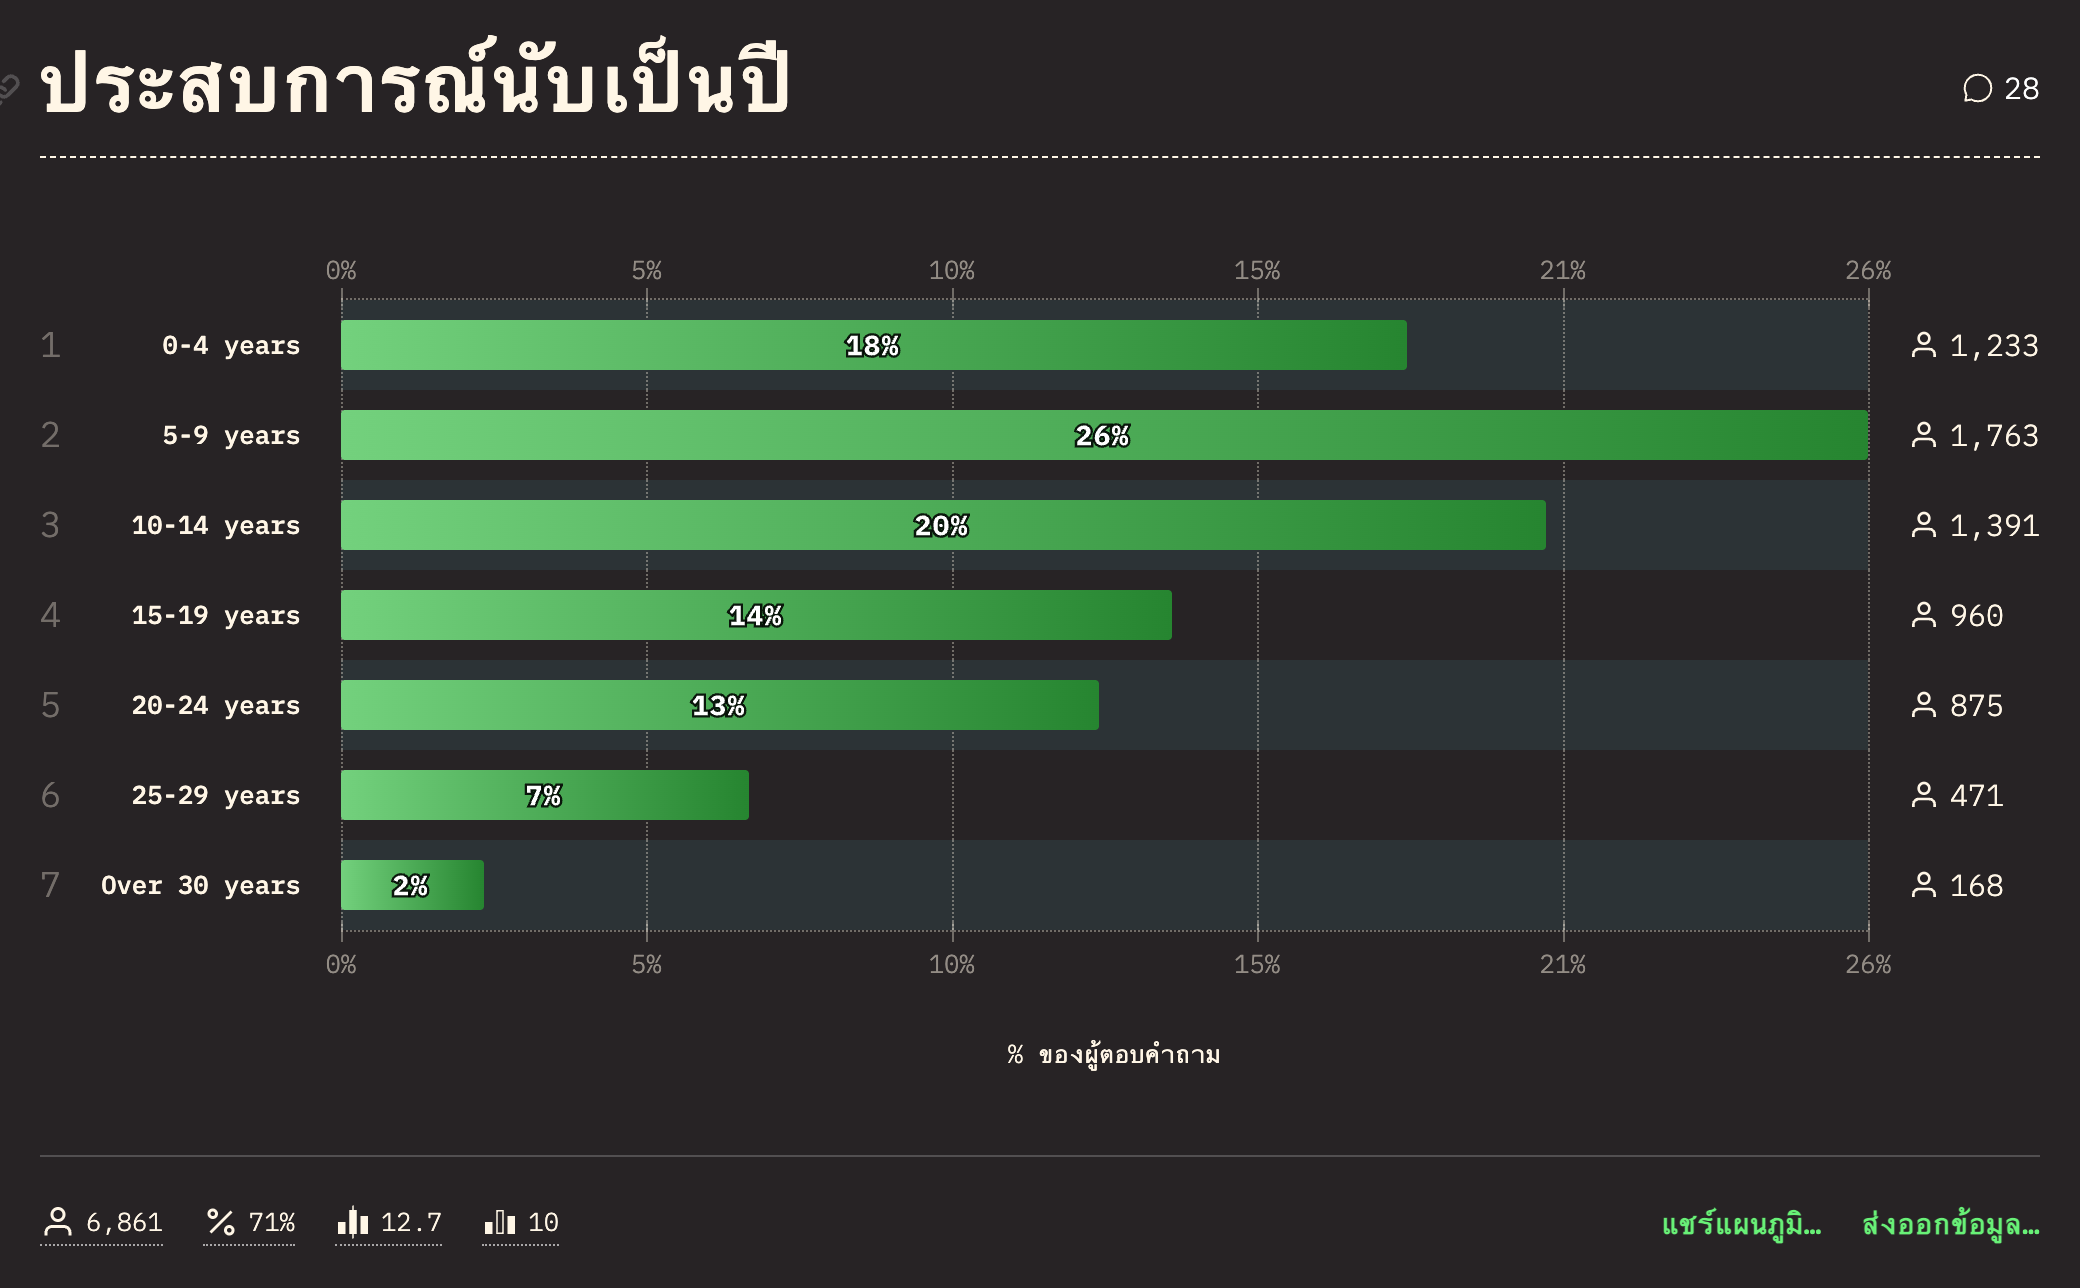 ประสบการณ์นับเป็นปี
28
0% 5% 10% 15% 21% 26%
1 0-4 years 18% 1,233
2 5-9 years 26% 1,763
3 10-14 years 20% 1,391
4 15-19 years 14% 960
5 20-24 years 13% 875
6 25-29 years 7% 471
7 Over 30 years 2% 168
0% 5% 10% 15% 21% 26%
% ของผู้ตอบคำถาม
6,861 71% 12.7 10 แชร์แผนภูมิ… ส่งออกข้อมูล…